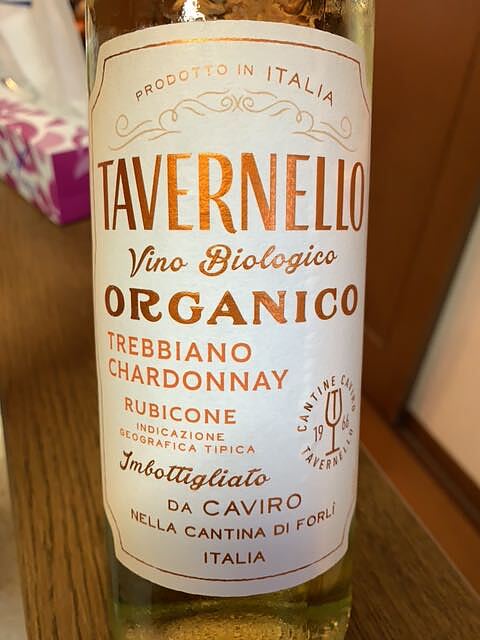 PRODOTTO IN ITALIA
TAVERNELLO
Vino Biologico
ORGANICO
TREBBIANO
CHARDONNAY
RUBICONE
INDICAZIONE
GEOGRAFICA TIPICA
CANTINE CAVIRO
19 66
TAVERNELLO
Imbottigliato
DA CAVIRO
NELLA CANTINA DI FORLÌ
ITALIA